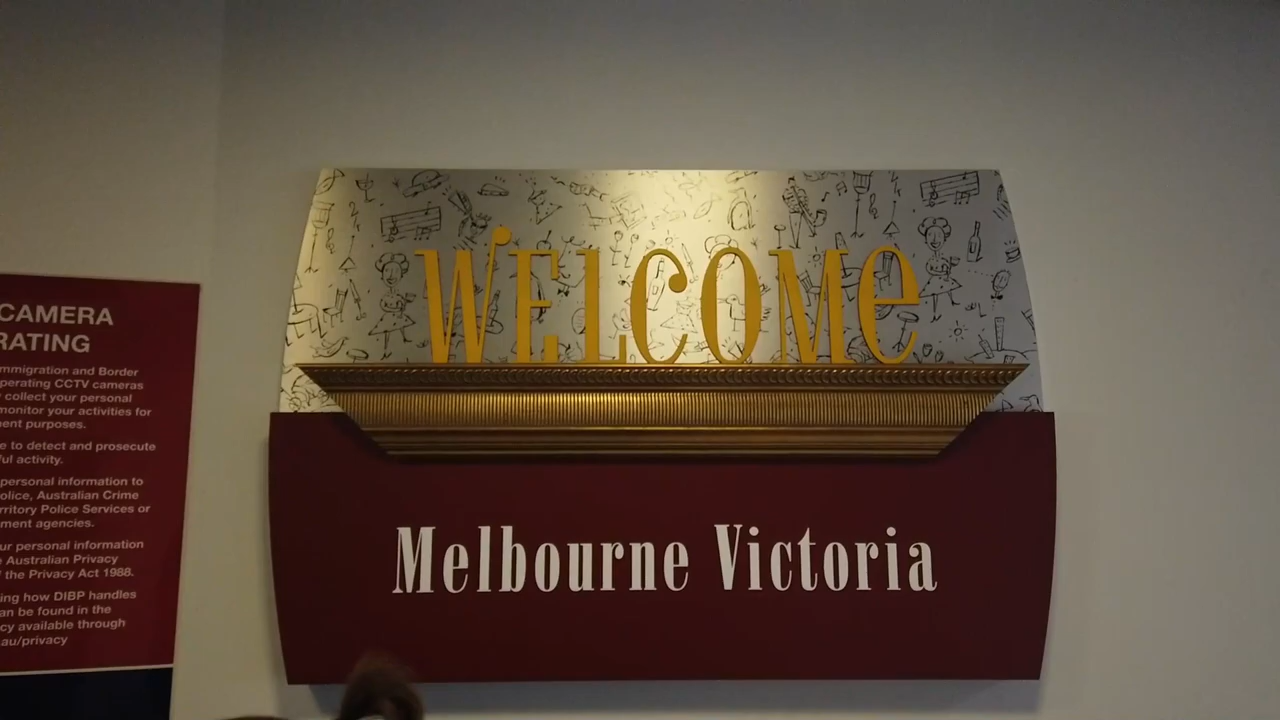 WELCOMe
Melbourne Victoria
CAMERA
RATING
mmigration and Border
perating CCTV cameras
collect your personal
monitor your activities for
ent purposes.
e to detect and prosecute
ful activity.
personal information to
olice, Australian Crime
rritory Police Services or
ment agencies.
ur personal information
Australian Privacy
the Privacy Act 1988.
ing how DIBP handles
an be found in the
cy available through
au/privacy